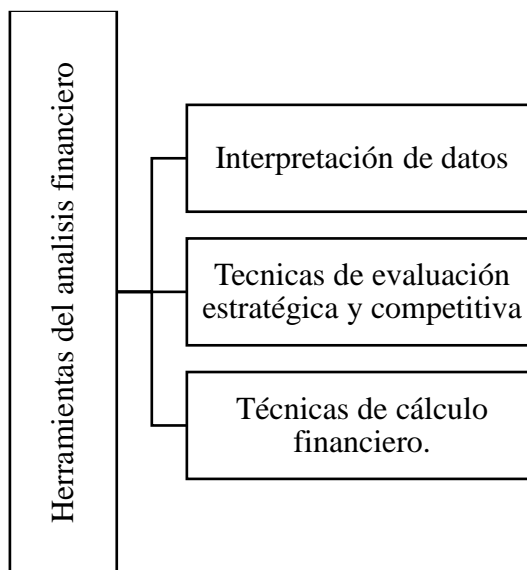 Herramientas del analisis financiero
Interpretación de datos
Tecnicas de evaluación
estratégica y competitiva
Técnicas de cálculo
financiero.